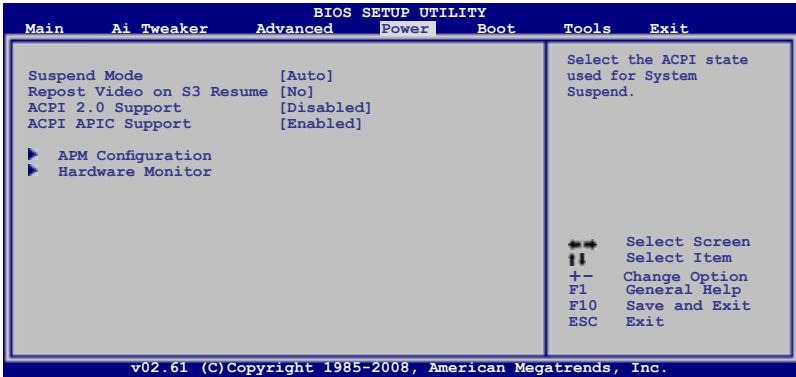 BIOS SETUP UTILITY
Main Ai Tweaker Advanced Power Boot Tools Exit
Suspend Mode [Auto]
Repost Video on S3 Resume [No]
ACPI 2.0 Support [Disabled]
ACPI APIC Support [Enabled]
APM Configuration
Hardware Monitor
Select the ACPI state
used for System
Suspend.
Select Screen
Select Item
+- Change Option
F1 General Help
F10 Save and Exit
ESC Exit
v02.61 (C)Copyright 1985-2008, American Megatrends, Inc.